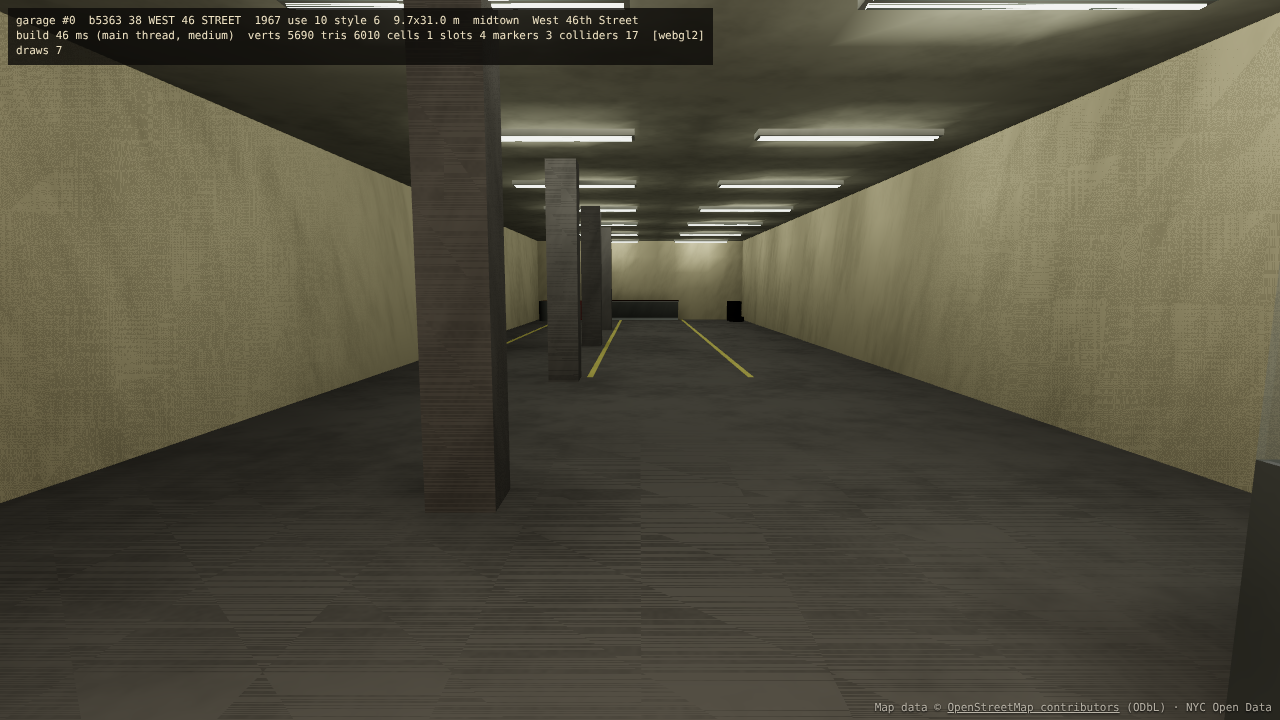 garage #0  b5363 38 WEST 46 STREET  1967 use 10 style 6  9.7x31.0 m  midtown  West 46th Street
build 46 ms (main thread, medium)  verts 5690 tris 6010 cells 1 slots 4 markers 3 colliders 17  [webgl2]
draws 7
Map data © OpenStreetMap contributors (ODbL) · NYC Open Data